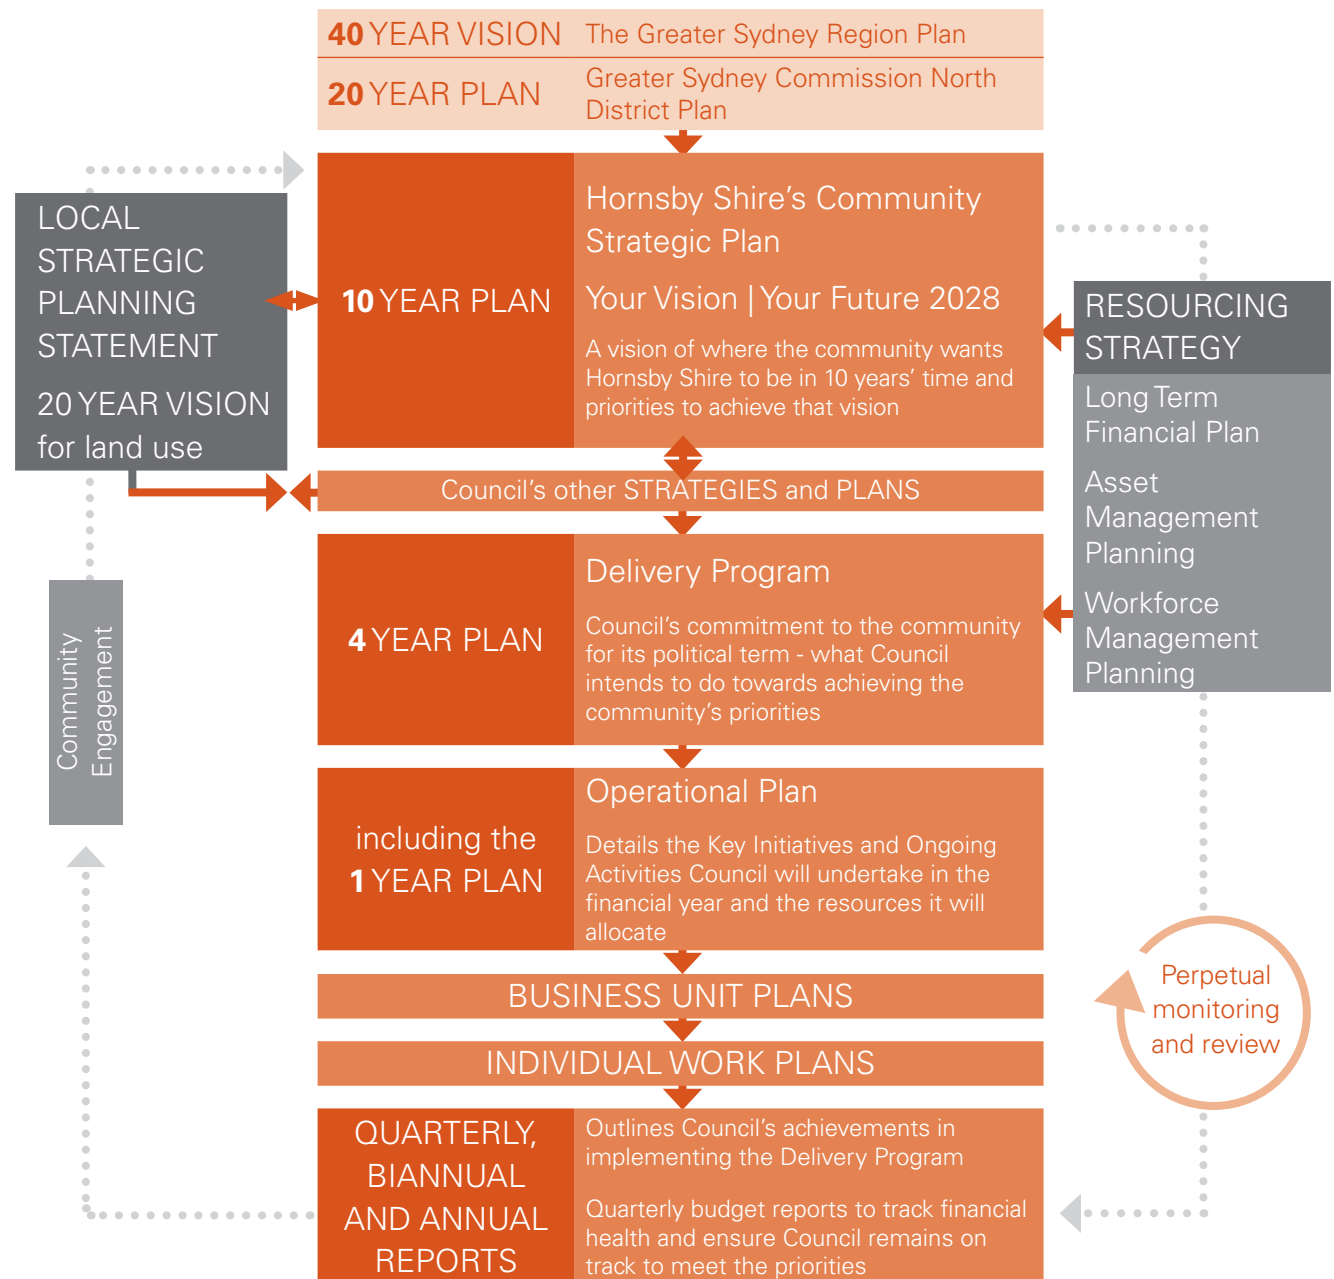 40 YEAR VISION
The Greater Sydney Region Plan
20 YEAR PLAN
Greater Sydney Commission North
District Plan
LOCAL
STRATEGIC
PLANNING
STATEMENT
20 YEAR VISION
for land use
10 YEAR PLAN
Hornsby Shire’s Community
Strategic Plan
Your Vision | Your Future 2028
A vision of where the community wants
Hornsby Shire to be in 10 years’ time and
priorities to achieve that vision
RESOURCING
STRATEGY
Long Term
Financial Plan
Asset
Management
Planning
Workforce
Management
Planning
Council’s other STRATEGIES and PLANS
4 YEAR PLAN
Delivery Program
Council’s commitment to the community
for its political term - what Council
intends to do towards achieving the
community’s priorities
Community
Engagement
including the
1 YEAR PLAN
Operational Plan
Details the Key Initiatives and Ongoing
Activities Council will undertake in the
financial year and the resources it will
allocate
BUSINESS UNIT PLANS
INDIVIDUAL WORK PLANS
Perpetual
monitoring
and review
QUARTERLY,
BIANNUAL
AND ANNUAL
REPORTS
Outlines Council’s achievements in
implementing the Delivery Program
Quarterly budget reports to track financial
health and ensure Council remains on
track to meet the priorities